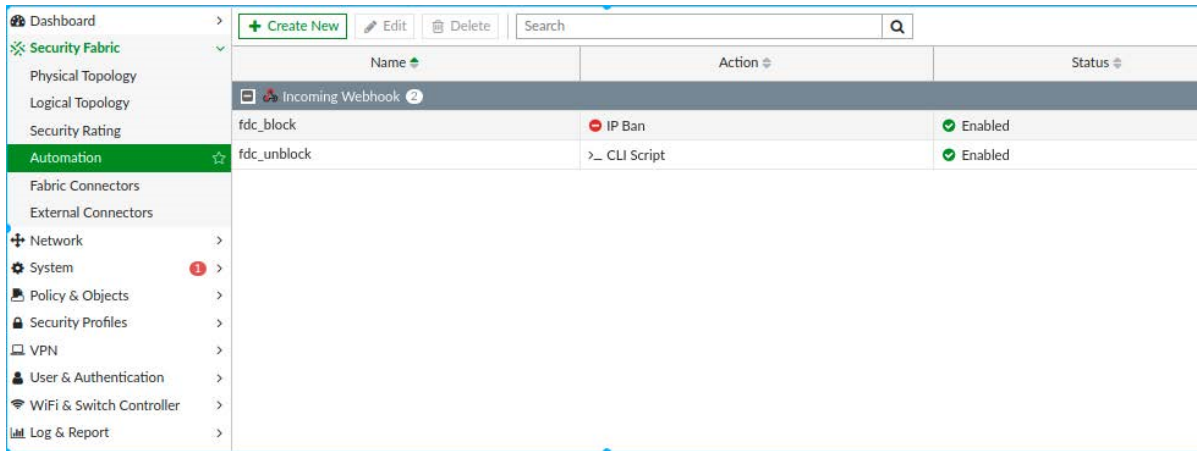 Dashboard
Security Fabric
Physical Topology
Logical Topology
Security Rating
Automation
Fabric Connectors
External Connectors
Network
System 1
Policy & Objects
Security Profiles
VPN
User & Authentication
WiFi & Switch Controller
Log & Report
+ Create New Edit Delete Search
Name Action Status
Incoming Webhook 2
fdc_block IP Ban Enabled
fdc_unblock >_ CLI Script Enabled